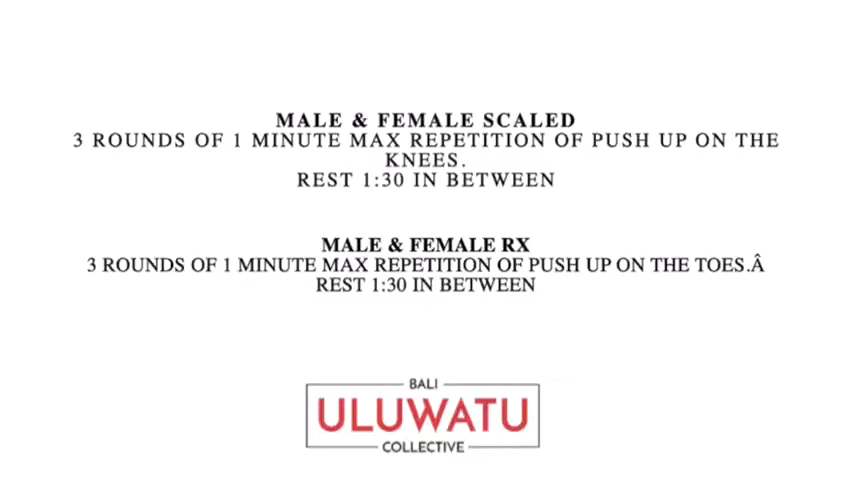 MALE & FEMALE SCALED
3 ROUNDS OF 1 MINUTE MAX REPETITION OF PUSH UP ON THE
KNEES.
REST 1:30 IN BETWEEN
MALE & FEMALE RX
3 ROUNDS OF 1 MINUTE MAX REPETITION OF PUSH UP ON THE TOES.Â
REST 1:30 IN BETWEEN
BALI
ULUWATU
COLLECTIVE